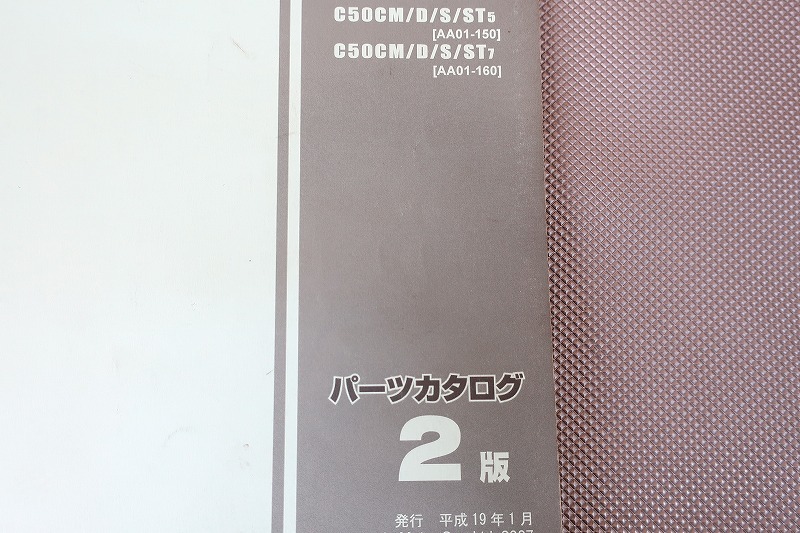 C50CM/D/S/ST5
[AA01-150]
C50CM/D/S/ST7
[AA01-160]
パーツカタログ
2版
発行 平成19年1月
2007